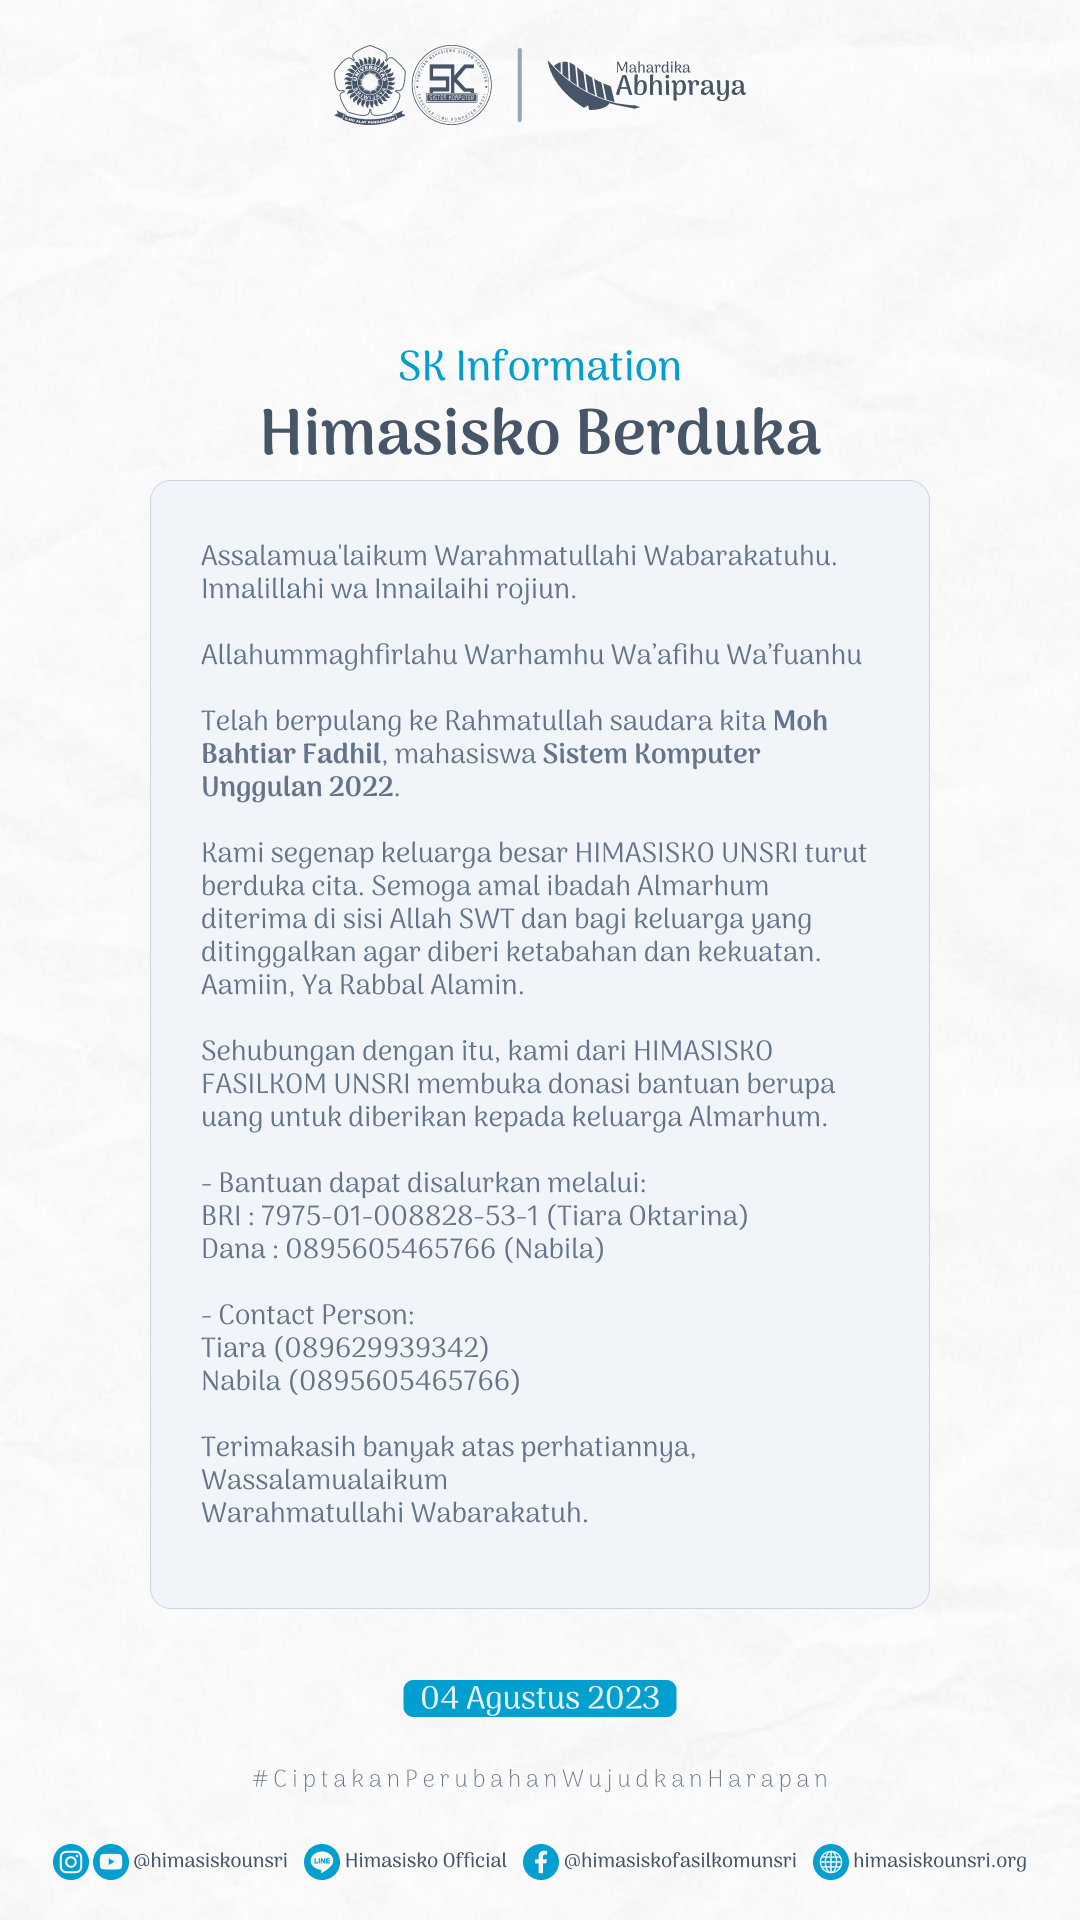 Mahardika
Abhipraya
SK
SISTEM KOMPUTER
SK Information
Himasisko Berduka
Assalamua'laikum Warahmatullahi Wabarakatuhu.
Innalillahi wa Innailaihi rojiun.
Allahummaghfirlahu Warhamhu Wa’afihu Wa’fuanhu
Telah berpulang ke Rahmatullah saudara kita Moh
Bahtiar Fadhil, mahasiswa Sistem Komputer
Unggulan 2022.
Kami segenap keluarga besar HIMASISKO UNSRI turut
berduka cita. Semoga amal ibadah Almarhum
diterima di sisi Allah SWT dan bagi keluarga yang
ditinggalkan agar diberi ketabahan dan kekuatan.
Aamiin, Ya Rabbal Alamin.
Sehubungan dengan itu, kami dari HIMASISKO
FASILKOM UNSRI membuka donasi bantuan berupa
uang untuk diberikan kepada keluarga Almarhum.
- Bantuan dapat disalurkan melalui:
BRI : 7975-01-008828-53-1 (Tiara Oktarina)
Dana : 0895605465766 (Nabila)
- Contact Person:
Tiara (089629939342)
Nabila (0895605465766)
Terimakasih banyak atas perhatiannya,
Wassalamualaikum
Warahmatullahi Wabarakatuh.
04 Agustus 2023
#CiptakanPerubahanWujudkanHarapan
@himasiskounsri LINE Himasisko Official @himasiskofasilkomunsri himasiskounsri.org